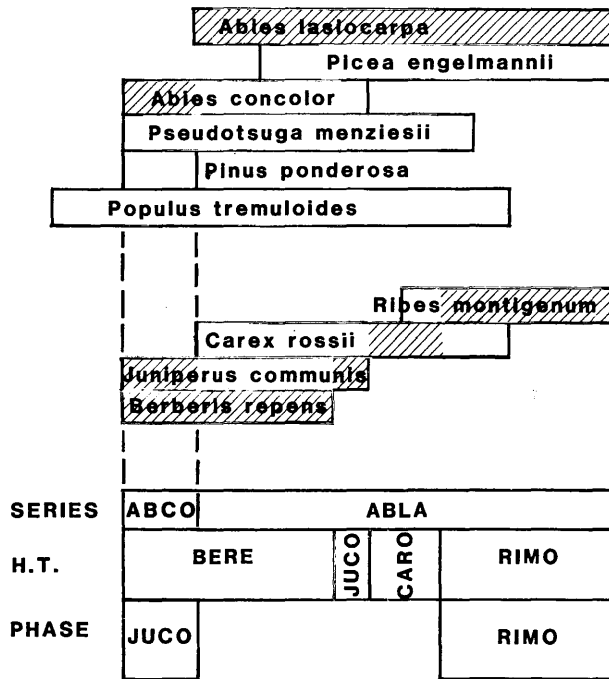 Abies lasiocarpa
Picea engelmannii
Abies concolor
Pseudotsuga menziesii
Pinus ponderosa
Populus tremuloides
Ribes montigenum
Carex rossii
Juniperus communis
Berberis repens
SERIES ABCO ABLA
H.T. BERE JUCO CARO RIMO
PHASE JUCO RIMO